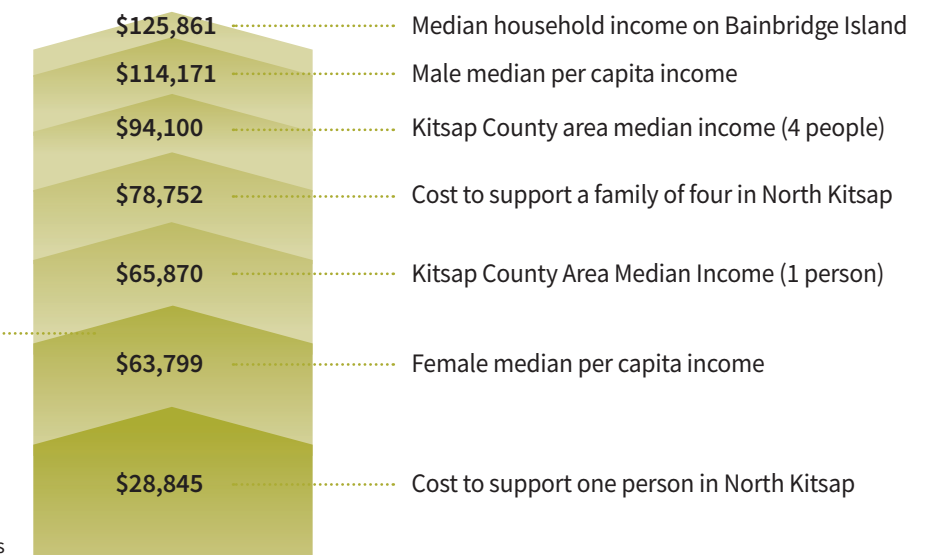 $125,861 Median household income on Bainbridge Island
$114,171 Male median per capita income
$94,100 Kitsap County area median income (4 people)
$78,752 Cost to support a family of four in North Kitsap
$65,870 Kitsap County Area Median Income (1 person)
$63,799 Female median per capita income
$28,845 Cost to support one person in North Kitsap
s